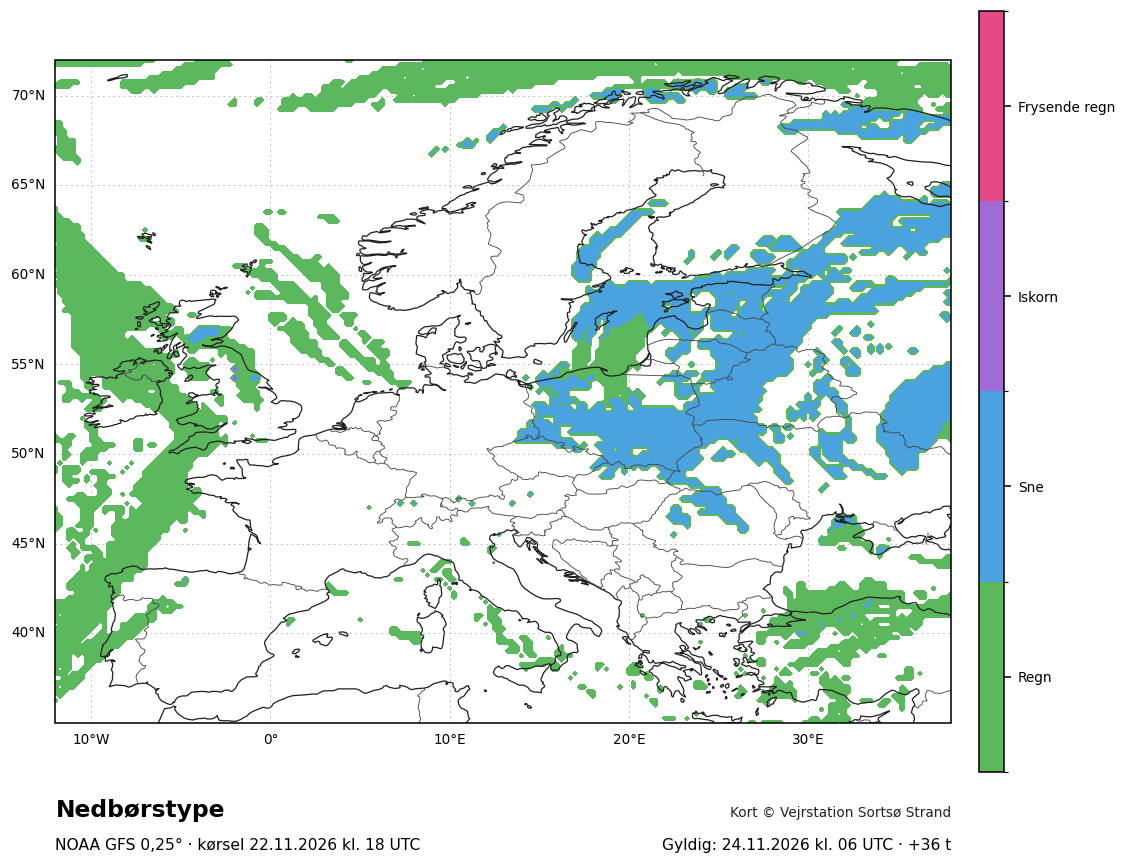 Frysende regn
Iskorn
Sne
Regn
70°N
65°N
60°N
55°N
50°N
45°N
40°N
10°W
0°
10°E
20°E
30°E
Nedbørstype
Kort © Vejrstation Sortsø Strand
NOAA GFS 0,25° · kørsel 22.11.2026 kl. 18 UTC
Gyldig: 24.11.2026 kl. 06 UTC · +36 t